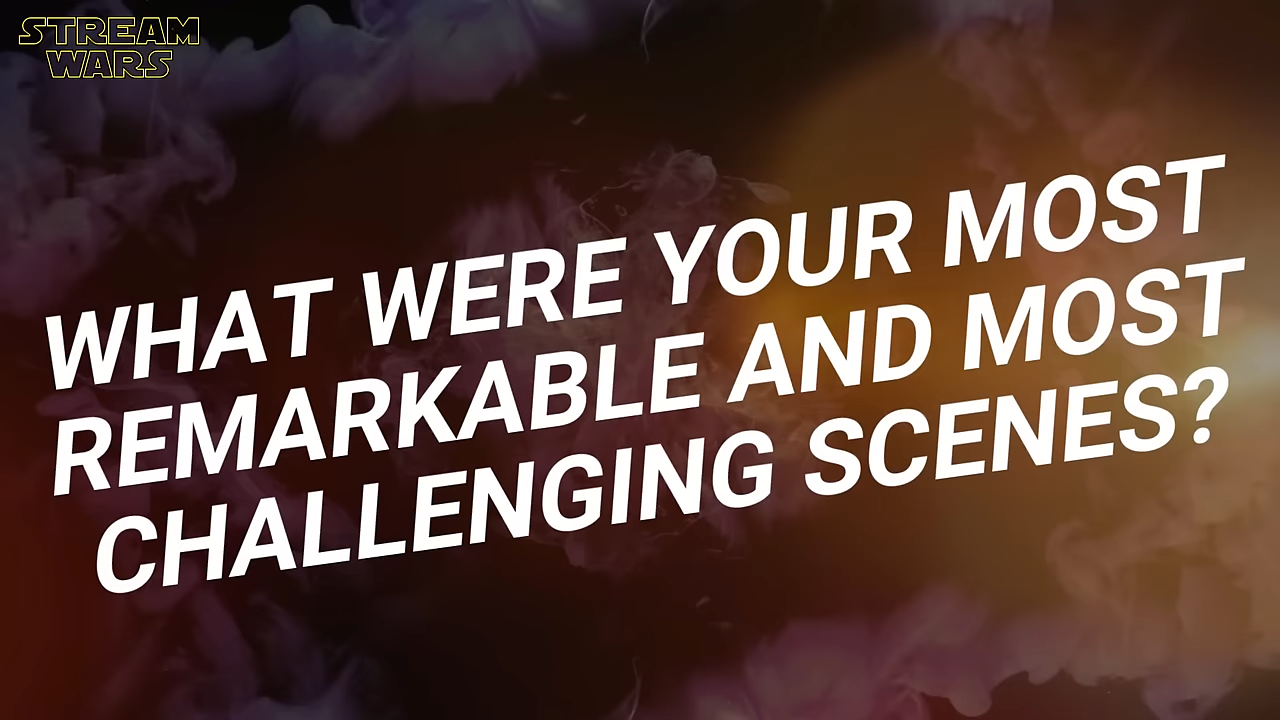 STREAM
WARS
WHAT WERE YOUR MOST
REMARKABLE AND MOST
CHALLENGING SCENES?